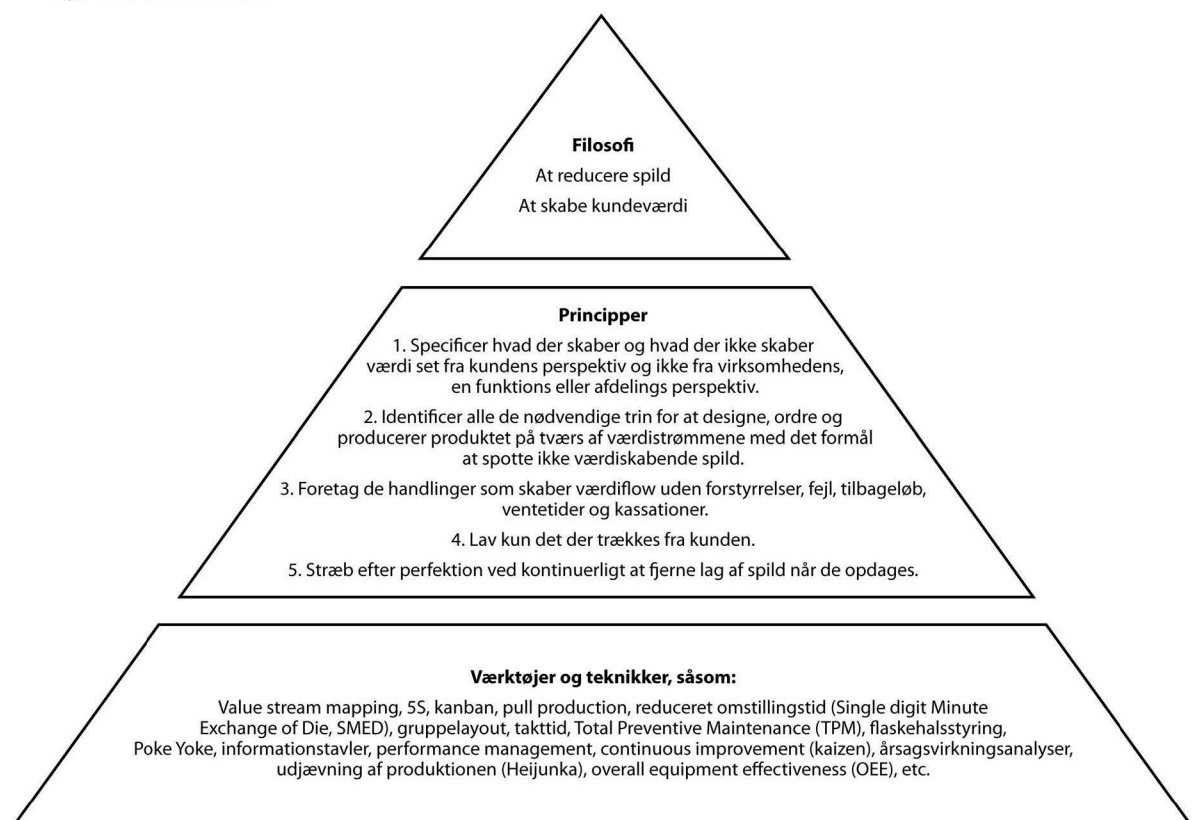 Filosofi
At reducere spild
At skabe kundeværdi
Principper
1. Specificer hvad der skaber og hvad der ikke skaber
værdi set fra kundens perspektiv og ikke fra virksomhedens,
en funktions eller afdelings perspektiv.
2. Identificer alle de nødvendige trin for at designe, ordre og
producerer produktet på tværs af værdistrømmene med det formål
at spotte ikke værdiskabende spild.
3. Foretag de handlinger som skaber værdiflow uden forstyrrelser, fejl, tilbageløb,
ventetider og kassationer.
4. Lav kun det der trækkes fra kunden.
5. Stræb efter perfektion ved kontinuerligt at fjerne lag af spild når de opdages.
Værktøjer og teknikker, såsom:
Value stream mapping, 5S, kanban, pull production, reduceret omstillingstid (Single digit Minute
Exchange of Die, SMED), gruppelayout, takttid, Total Preventive Maintenance (TPM), flaskehalsstyring,
Poke Yoke, informationstavler, performance management, continuous improvement (kaizen), årsagsvirkningsanalyser,
udjævning af produktionen (Heijunka), overall equipment effectiveness (OEE), etc.